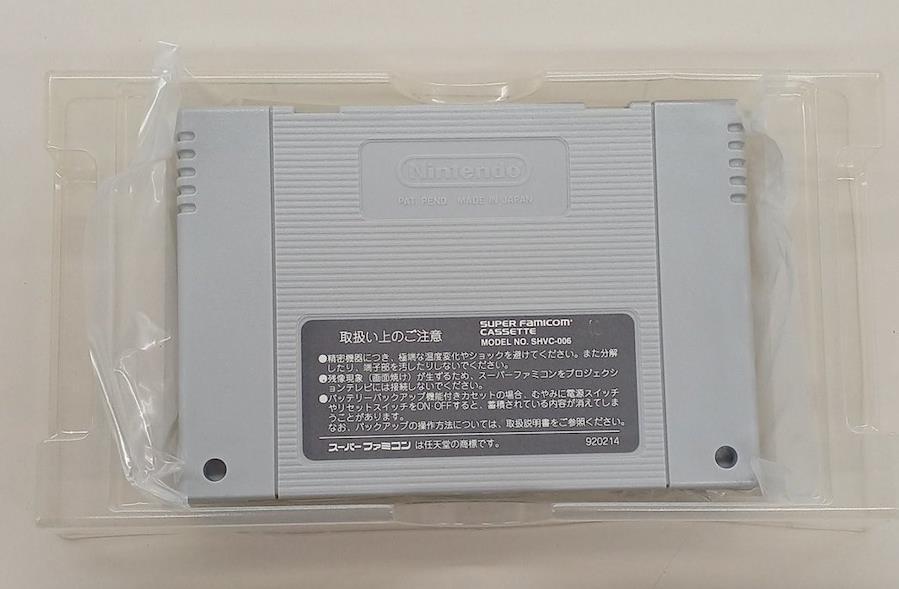 Nintendo
PAT. PEND. MADE IN JAPAN
取扱い上のご注意
SUPER FAMICOM
CASSETTE
MODEL NO. SHVC-006
●精密機器につき、極端な温度変化やショックを避けてください。また分解
したり、端子部を汚したりしないでください。
●残像現象（画面焼け）が生ずるため、スーパーファミコンをプロジェクシ
ョンテレビには接続しないでください。
●バッテリーバックアップ機能付きカセットの場合、むやみに電源スイッチ
やリセットスイッチをON・OFFすると、蓄積されている内容が消えてしま
うことがあります。
なお、バックアップの操作方法については、取扱説明書をご参照ください。
スーパーファミコン は任天堂の商標です。
920214